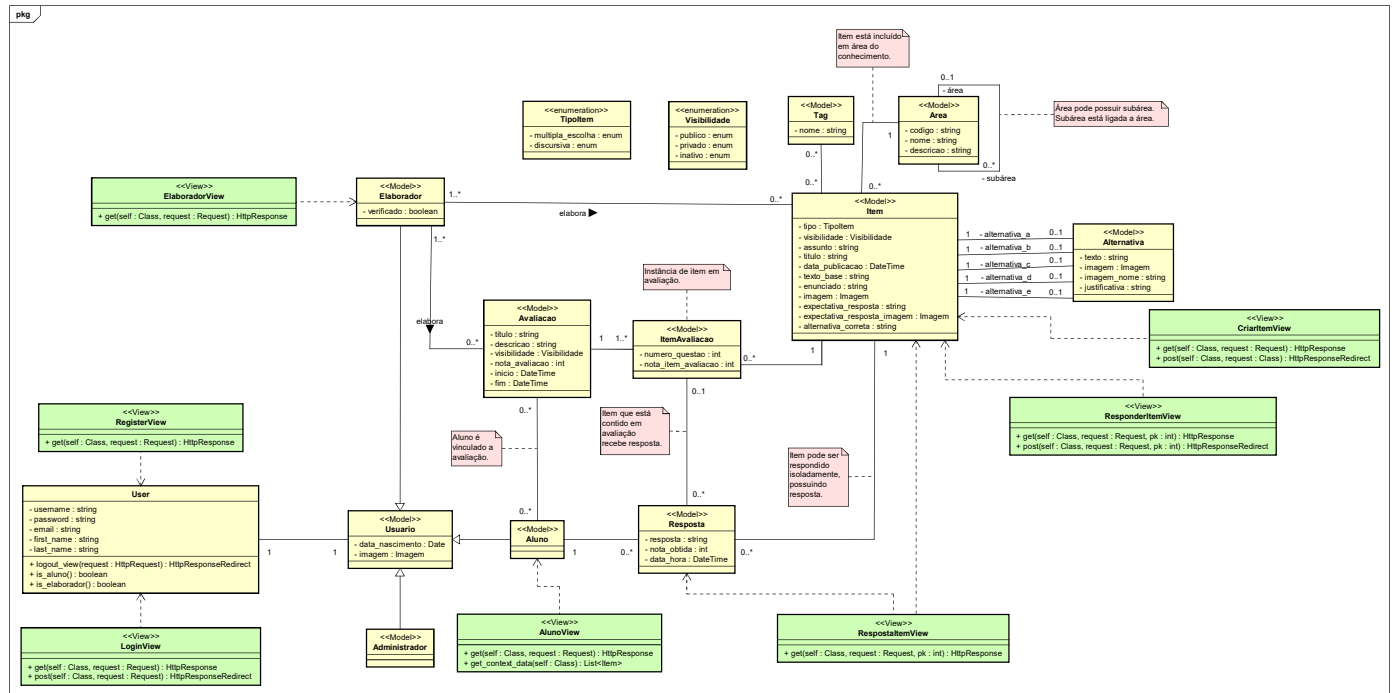 pkg
Item está incluído
em área do
conhecimento.
0..1
- área
Área pode possuir subárea.
Subárea está ligada a área.
<<enumeration>>
TipoItem
- multipla_escolha : enum
- discursiva : enum
<<enumeration>>
Visibilidade
- publico : enum
- privado : enum
- inativo : enum
<<Model>>
Tag
- nome : string
<<Model>>
Area
- codigo : string
- nome : string
- descricao : string
1
0..*
- subárea
0..*
0..*
0..*
<<View>>
ElaboradorView
+ get(self : Class, request : Request) : HttpResponse
<<Model>>
Elaborador
- verificado : boolean
1..*
elabora
0..*
1..*
<<Model>>
Item
- tipo : TipoItem
- visibilidade : Visibilidade
- assunto : string
- titulo : string
- data_publicacao : DateTime
- texto_base : string
- enunciado : string
- imagem : Imagem
- expectativa_resposta : string
- expectativa_resposta_imagem : Imagem
- alternativa_correta : string
1 - alternativa_a 0..1
1 - alternativa_b 0..1
1 - alternativa_c 0..1
1 - alternativa_d 0..1
1 - alternativa_e 0..1
<<Model>>
Alternativa
- texto : string
- imagem : Imagem
- imagem_nome : string
- justificativa : string
Instância de item em
avaliação.
elabora
0..*
<<Model>>
Avaliacao
- titulo : string
- descricao : string
- visibilidade : Visibilidade
- nota_avaliacao : int
- inicio : DateTime
- fim : DateTime
1
1..*
<<Model>>
ItemAvaliacao
- numero_questao : int
- nota_item_avaliacao : int
0..*
1
1
<<View>>
CriarItemView
+ get(self : Class, request : Request) : HttpResponse
+ post(self : Class, request : Class) : HttpResponseRedirect
0..1
0..*
<<View>>
ResponderItemView
+ get(self : Class, request : Request, pk : int) : HttpResponse
+ post(self : Class, request : Request, pk : int) : HttpResponseRedirect
<<View>>
RegisterView
+ get(self : Class, request : Request) : HttpResponse
Aluno é
vinculado a
avaliação.
Item que está
contido em
avaliação
recebe resposta.
Item pode ser
respondido
isoladamente,
possuindo
resposta.
User
- username : string
- password : string
- email : string
- first_name : string
- last_name : string
+ logout_view(request : HttpRequest) : HttpResponseRedirect
+ is_aluno() : boolean
+ is_elaborador() : boolean
1
1
<<Model>>
Usuario
- data_nascimento : Date
- imagem : Imagem
0..*
<<Model>>
Aluno
1
0..*
0..*
<<Model>>
Resposta
- resposta : string
- nota_obtida : int
- data_hora : DateTime
0..*
<<View>>
LoginView
+ get(self : Class, request : Request) : HttpResponse
+ post(self : Class, request : Request) : HttpResponseRedirect
<<Model>>
Administrador
<<View>>
AlunoView
+ get(self : Class, request : Request) : HttpResponse
+ get_context_data(self : Class) : List<Item>
<<View>>
RespostaItemView
+ get(self : Class, request : Request, pk : int) : HttpResponse